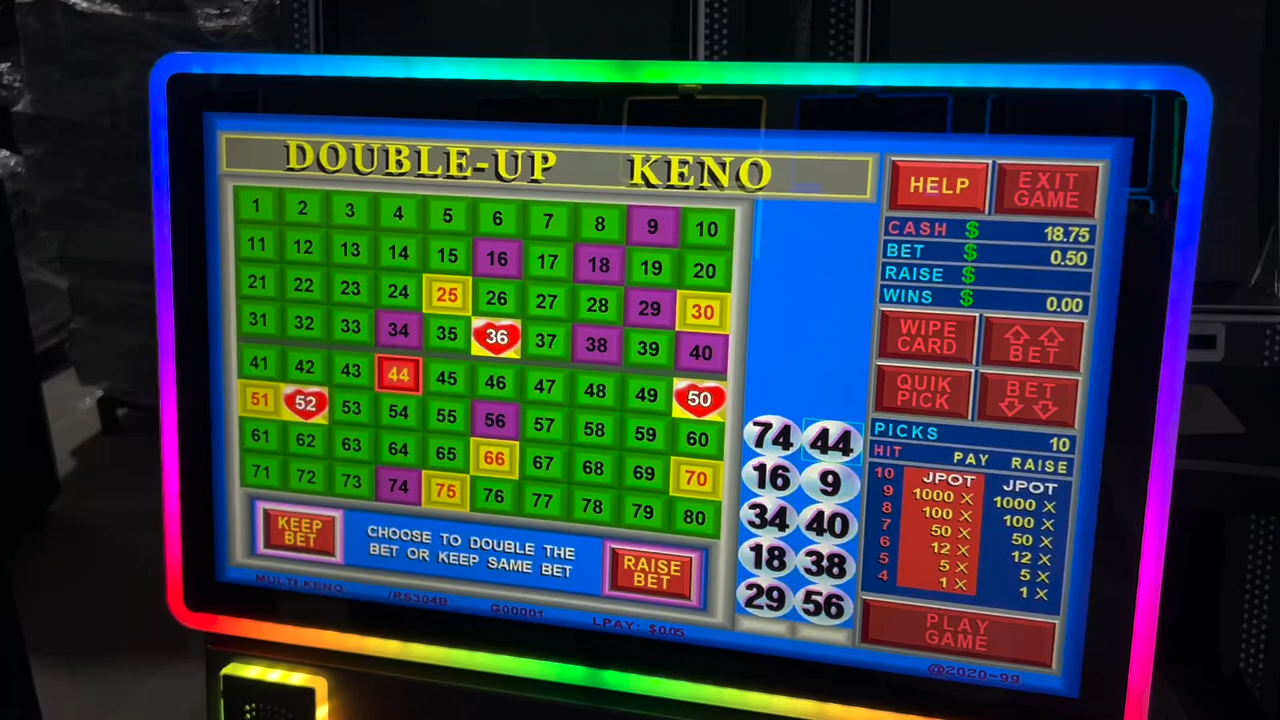 DOUBLE-UP KENO
HELP
EXIT GAME
1 2 3 4 5 6 7 8 9 10
11 12 13 14 15 16 17 18 19 20
21 22 23 24 25 26 27 28 29 30
31 32 33 34 35 36 37 38 39 40
41 42 43 44 45 46 47 48 49 50
51 52 53 54 55 56 57 58 59 60
61 62 63 64 65 66 67 68 69 70
71 72 73 74 75 76 77 78 79 80
KEEP
BET
CHOOSE TO DOUBLE THE
BET OR KEEP SAME BET
RAISE
BET
74 44
16 9
34 40
18 38
29 56
CASH $ 18.75
BET $ 0.50
RAISE $
WINS $ 0.00
WIPE
CARD
BET
QUIK
PICK
BET
PICKS 10
HIT PAY RAISE
10 JPOT JPOT
9 1000 X 1000 X
8 100 X 100 X
7 50 X 50 X
6 12 X 12 X
5 5 X 5 X
4 1 X 1 X
PLAY
GAME
MULTI KENO /RS304B G00001 LPAY: $0.05
@2020-99